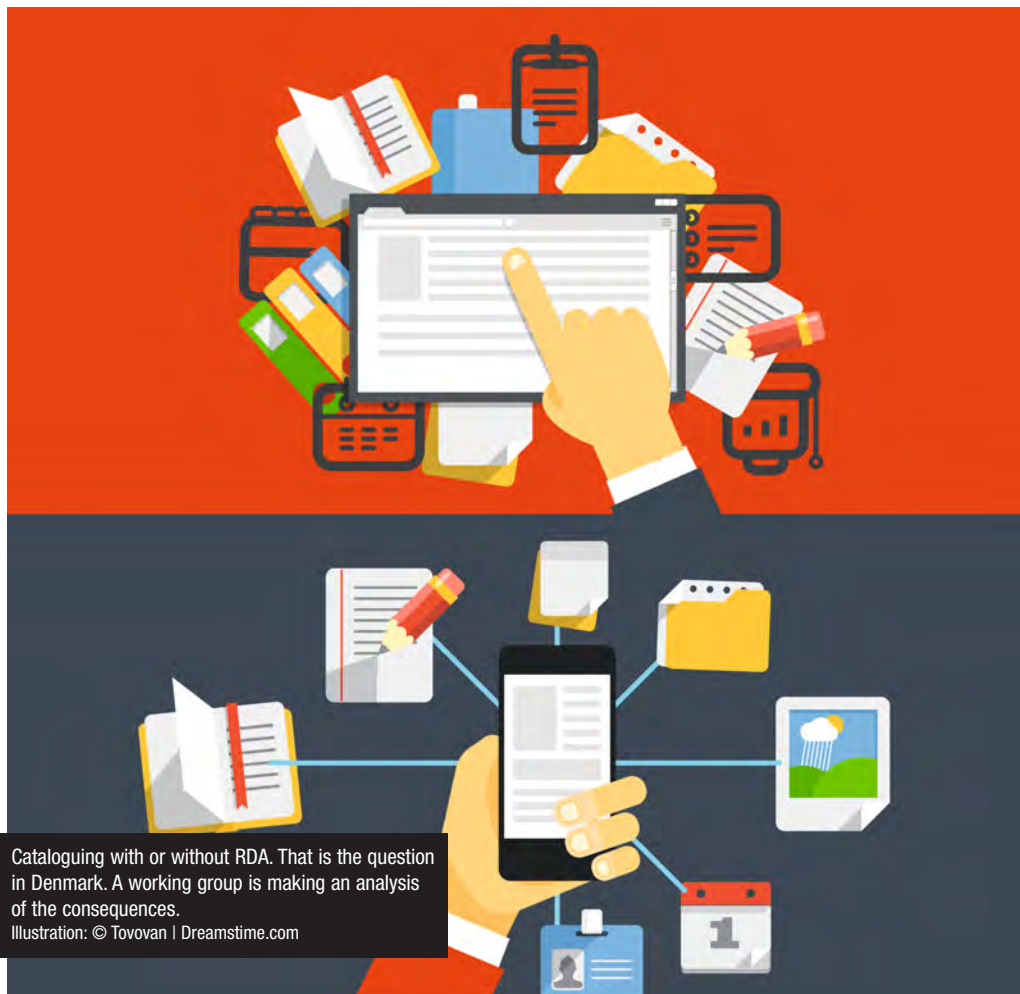 1
Cataloguing with or without RDA. That is the question
in Denmark. A working group is making an analysis
of the consequences.
Illustration: © Tovovan | Dreamstime.com